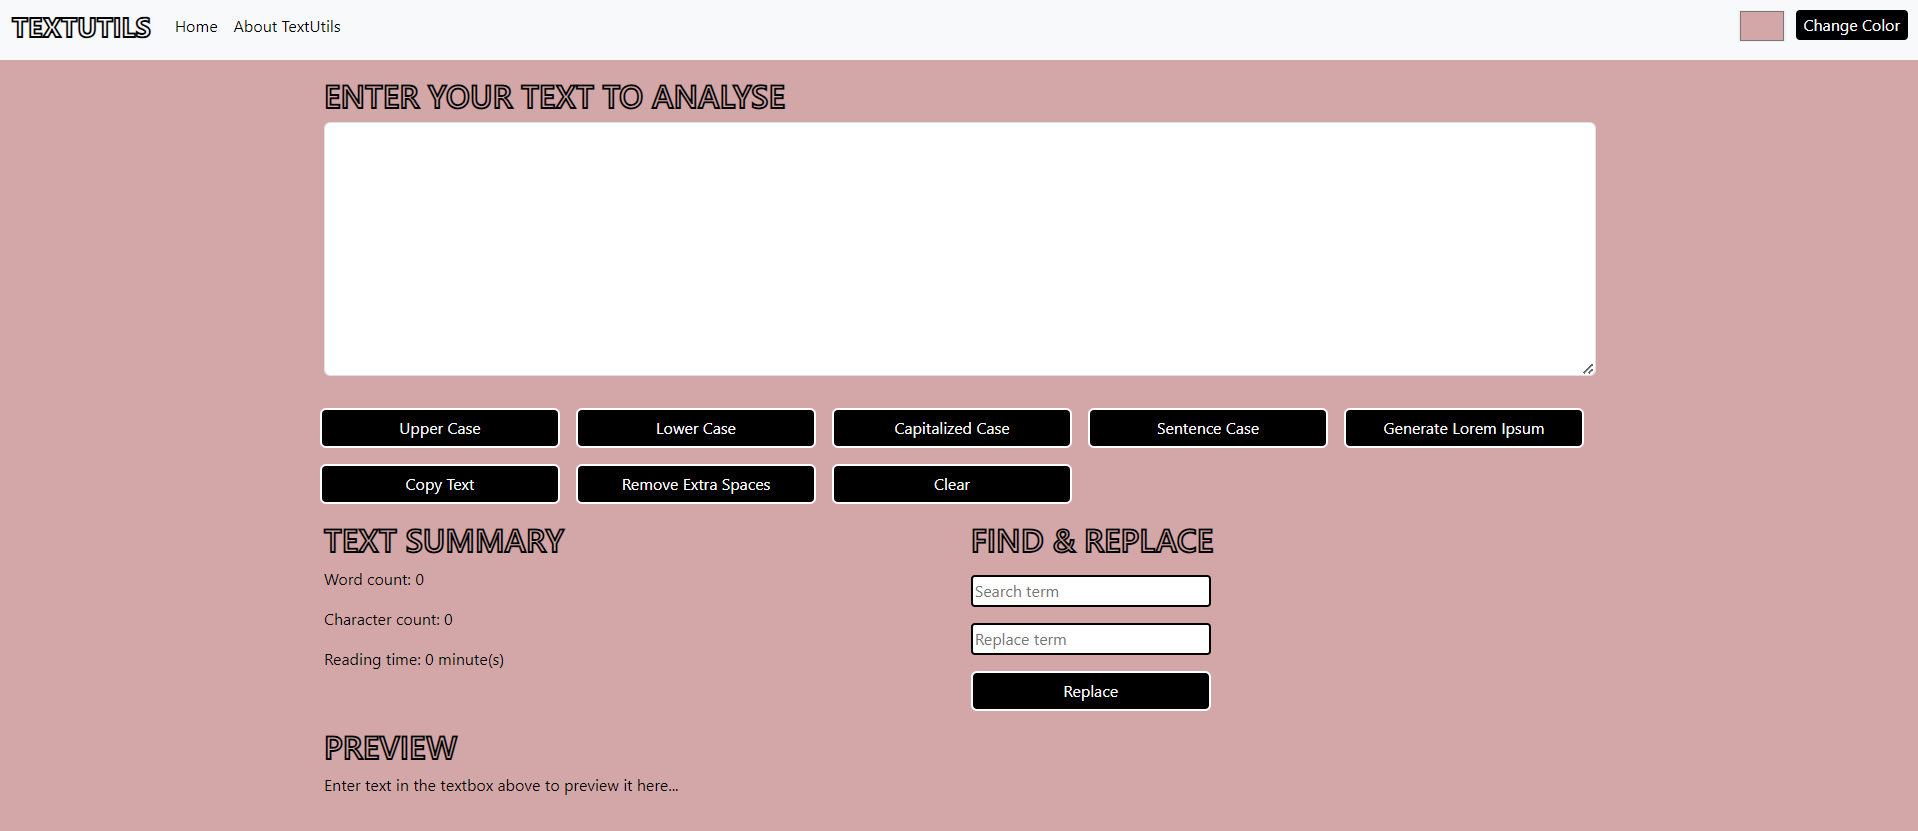 TEXTUTILS Home About TextUtils Change Color
ENTER YOUR TEXT TO ANALYSE
Upper Case Lower Case Capitalized Case Sentence Case Generate Lorem Ipsum
Copy Text Remove Extra Spaces Clear
TEXT SUMMARY
Word count: 0
Character count: 0
Reading time: 0 minute(s)
FIND & REPLACE
Search term
Replace term
Replace
PREVIEW
Enter text in the textbox above to preview it here...